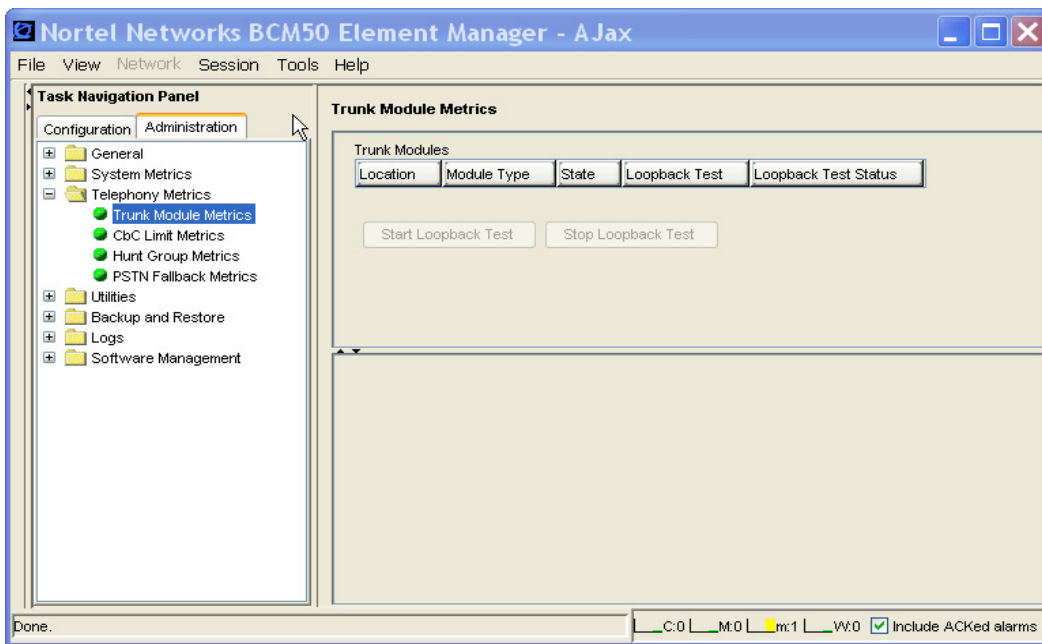 Nortel Networks BCM50 Element Manager - AJax
File View Network Session Tools Help
Task Navigation Panel
Configuration Administration
General
System Metrics
Telephony Metrics
Trunk Module Metrics
CbC Limit Metrics
Hunt Group Metrics
PSTN Fallback Metrics
Utilities
Backup and Restore
Logs
Software Management
Trunk Module Metrics
Trunk Modules
Location Module Type State Loopback Test Loopback Test Status
Start Loopback Test Stop Loopback Test
Done.
C:0 M:0 m:1 W:0 Include ACKed alarms